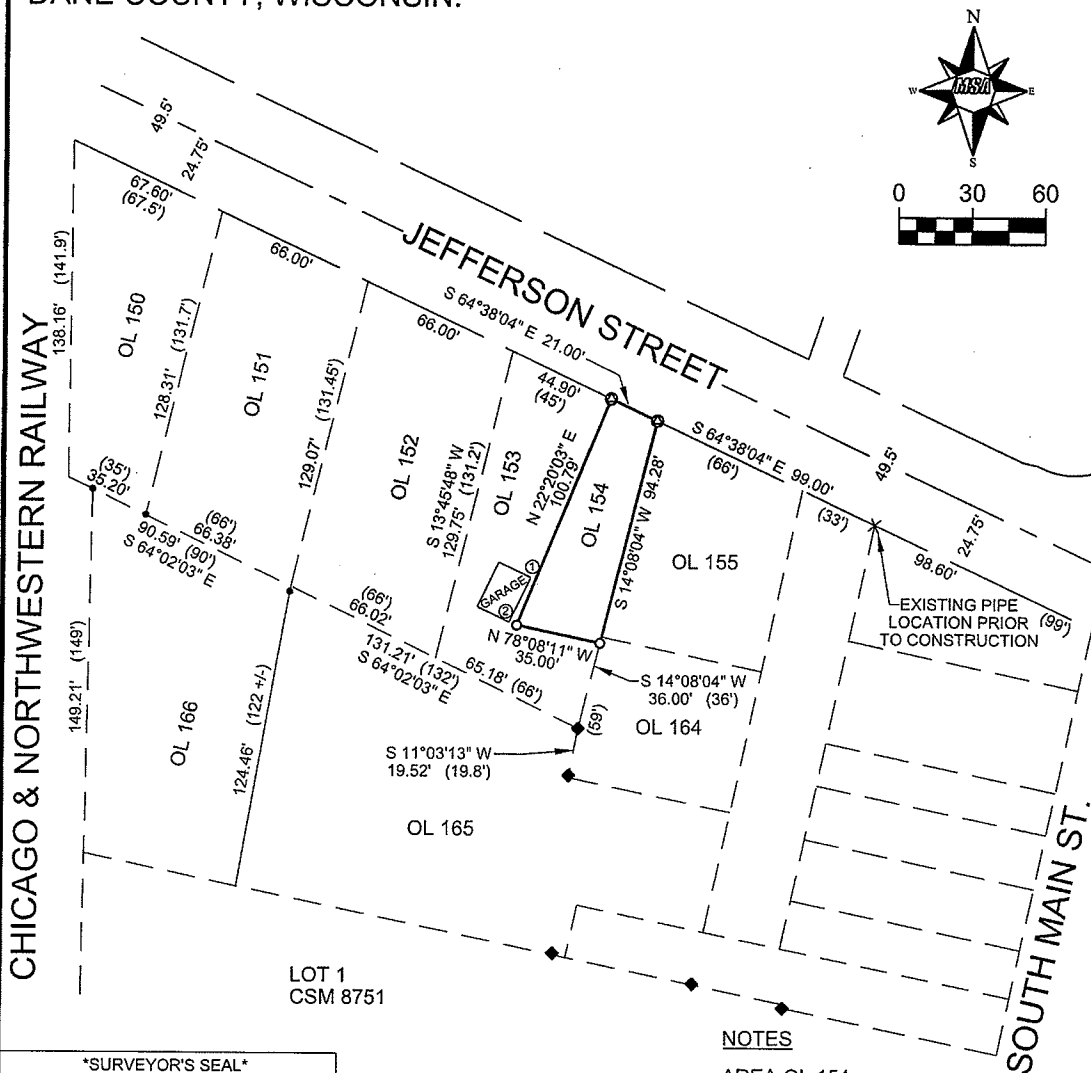 DANE COUNTY, WISCONSIN.
N
W
MSA
E
S
0 30 60
49.5'
24.75'
JEFFERSON STREET
67.60'
(67.5')
66.00'
66.00'
S 64°38'04" E 21.00'
44.90'
(45')
S 64°38'04" E 99.00'
(66')
(33')
49.5'
24.75'
98.60'
(99')
CHICAGO & NORTHWESTERN RAILWAY
138.16' (141.9')
OL 150
128.31' (131.7')
OL 151
129.07' (131.45')
OL 152
S 13°45'48" W
129.75' (131.2')
OL 153
N 22°20'03" E
100.79'
OL 154
S 14°08'04" W 94.28'
OL 155
EXISTING PIPE
LOCATION PRIOR
TO CONSTRUCTION
GARAGE
1
2
N 78°08'11" W
35.00'
(35')
35.20'
(66')
66.38'
90.59' (90')
S 64°02'03" E
(66')
66.02'
131.21' (132')
S 64°02'03" E
65.18' (66')
S 14°08'04" W
36.00' (36')
(59')
OL 164
S 11°03'13" W
19.52' (19.8')
149.21' (149')
OL 166
124.46' (122 +/-)
OL 165
LOT 1
CSM 8751
SOUTH MAIN ST.
NOTES
*SURVEYOR'S SEAL*